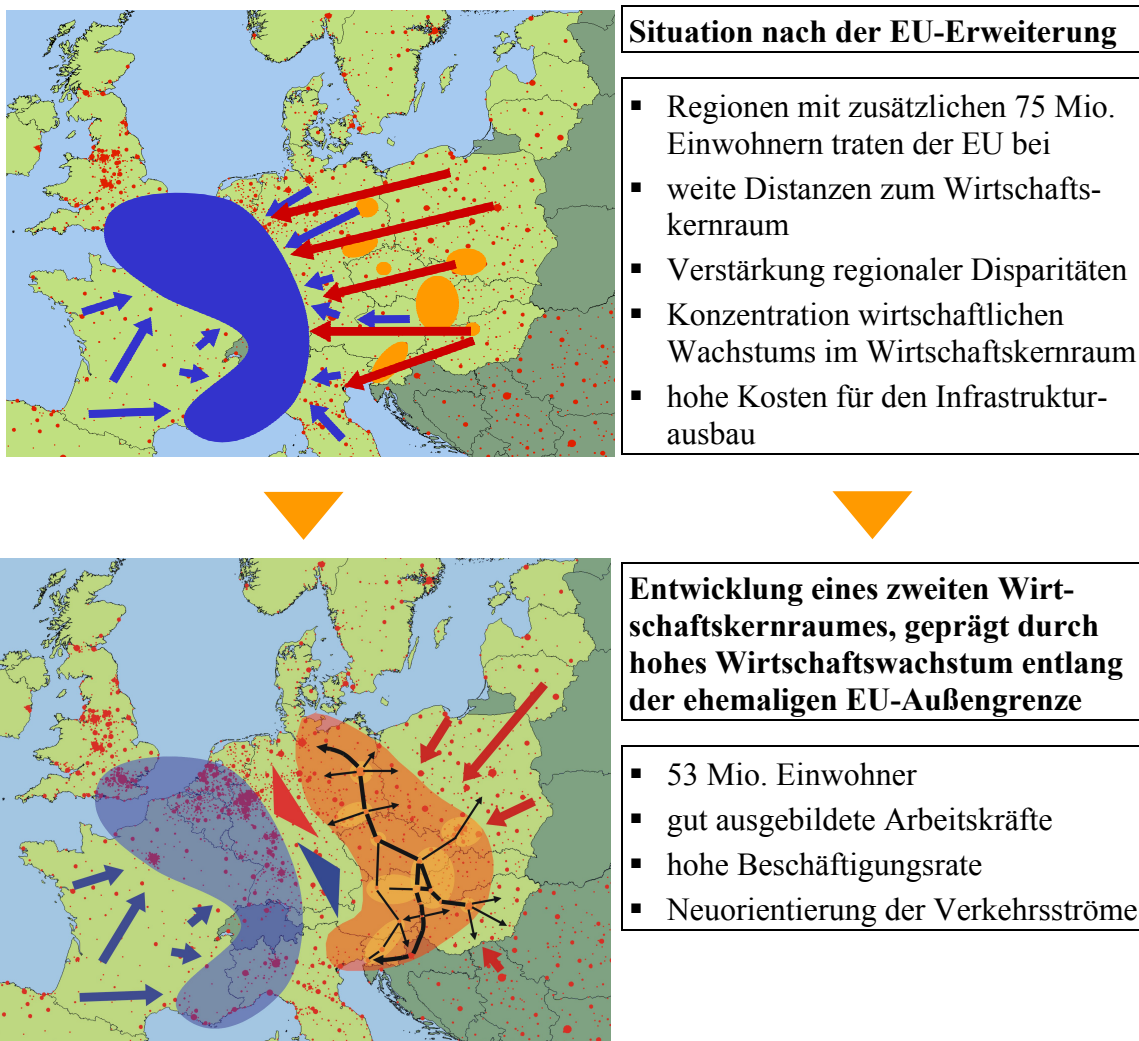 Situation nach der EU-Erweiterung
▪ Regionen mit zusätzlichen 75 Mio.
Einwohnern traten der EU bei
▪ weite Distanzen zum Wirtschafts-
kernraum
▪ Verstärkung regionaler Disparitäten
▪ Konzentration wirtschaftlichen
Wachstums im Wirtschaftskernraum
▪ hohe Kosten für den Infrastruktur-
ausbau
Entwicklung eines zweiten Wirt-
schaftskernraumes, geprägt durch
hohes Wirtschaftswachstum entlang
der ehemaligen EU-Außengrenze
▪ 53 Mio. Einwohner
▪ gut ausgebildete Arbeitskräfte
▪ hohe Beschäftigungsrate
▪ Neuorientierung der Verkehrsströme